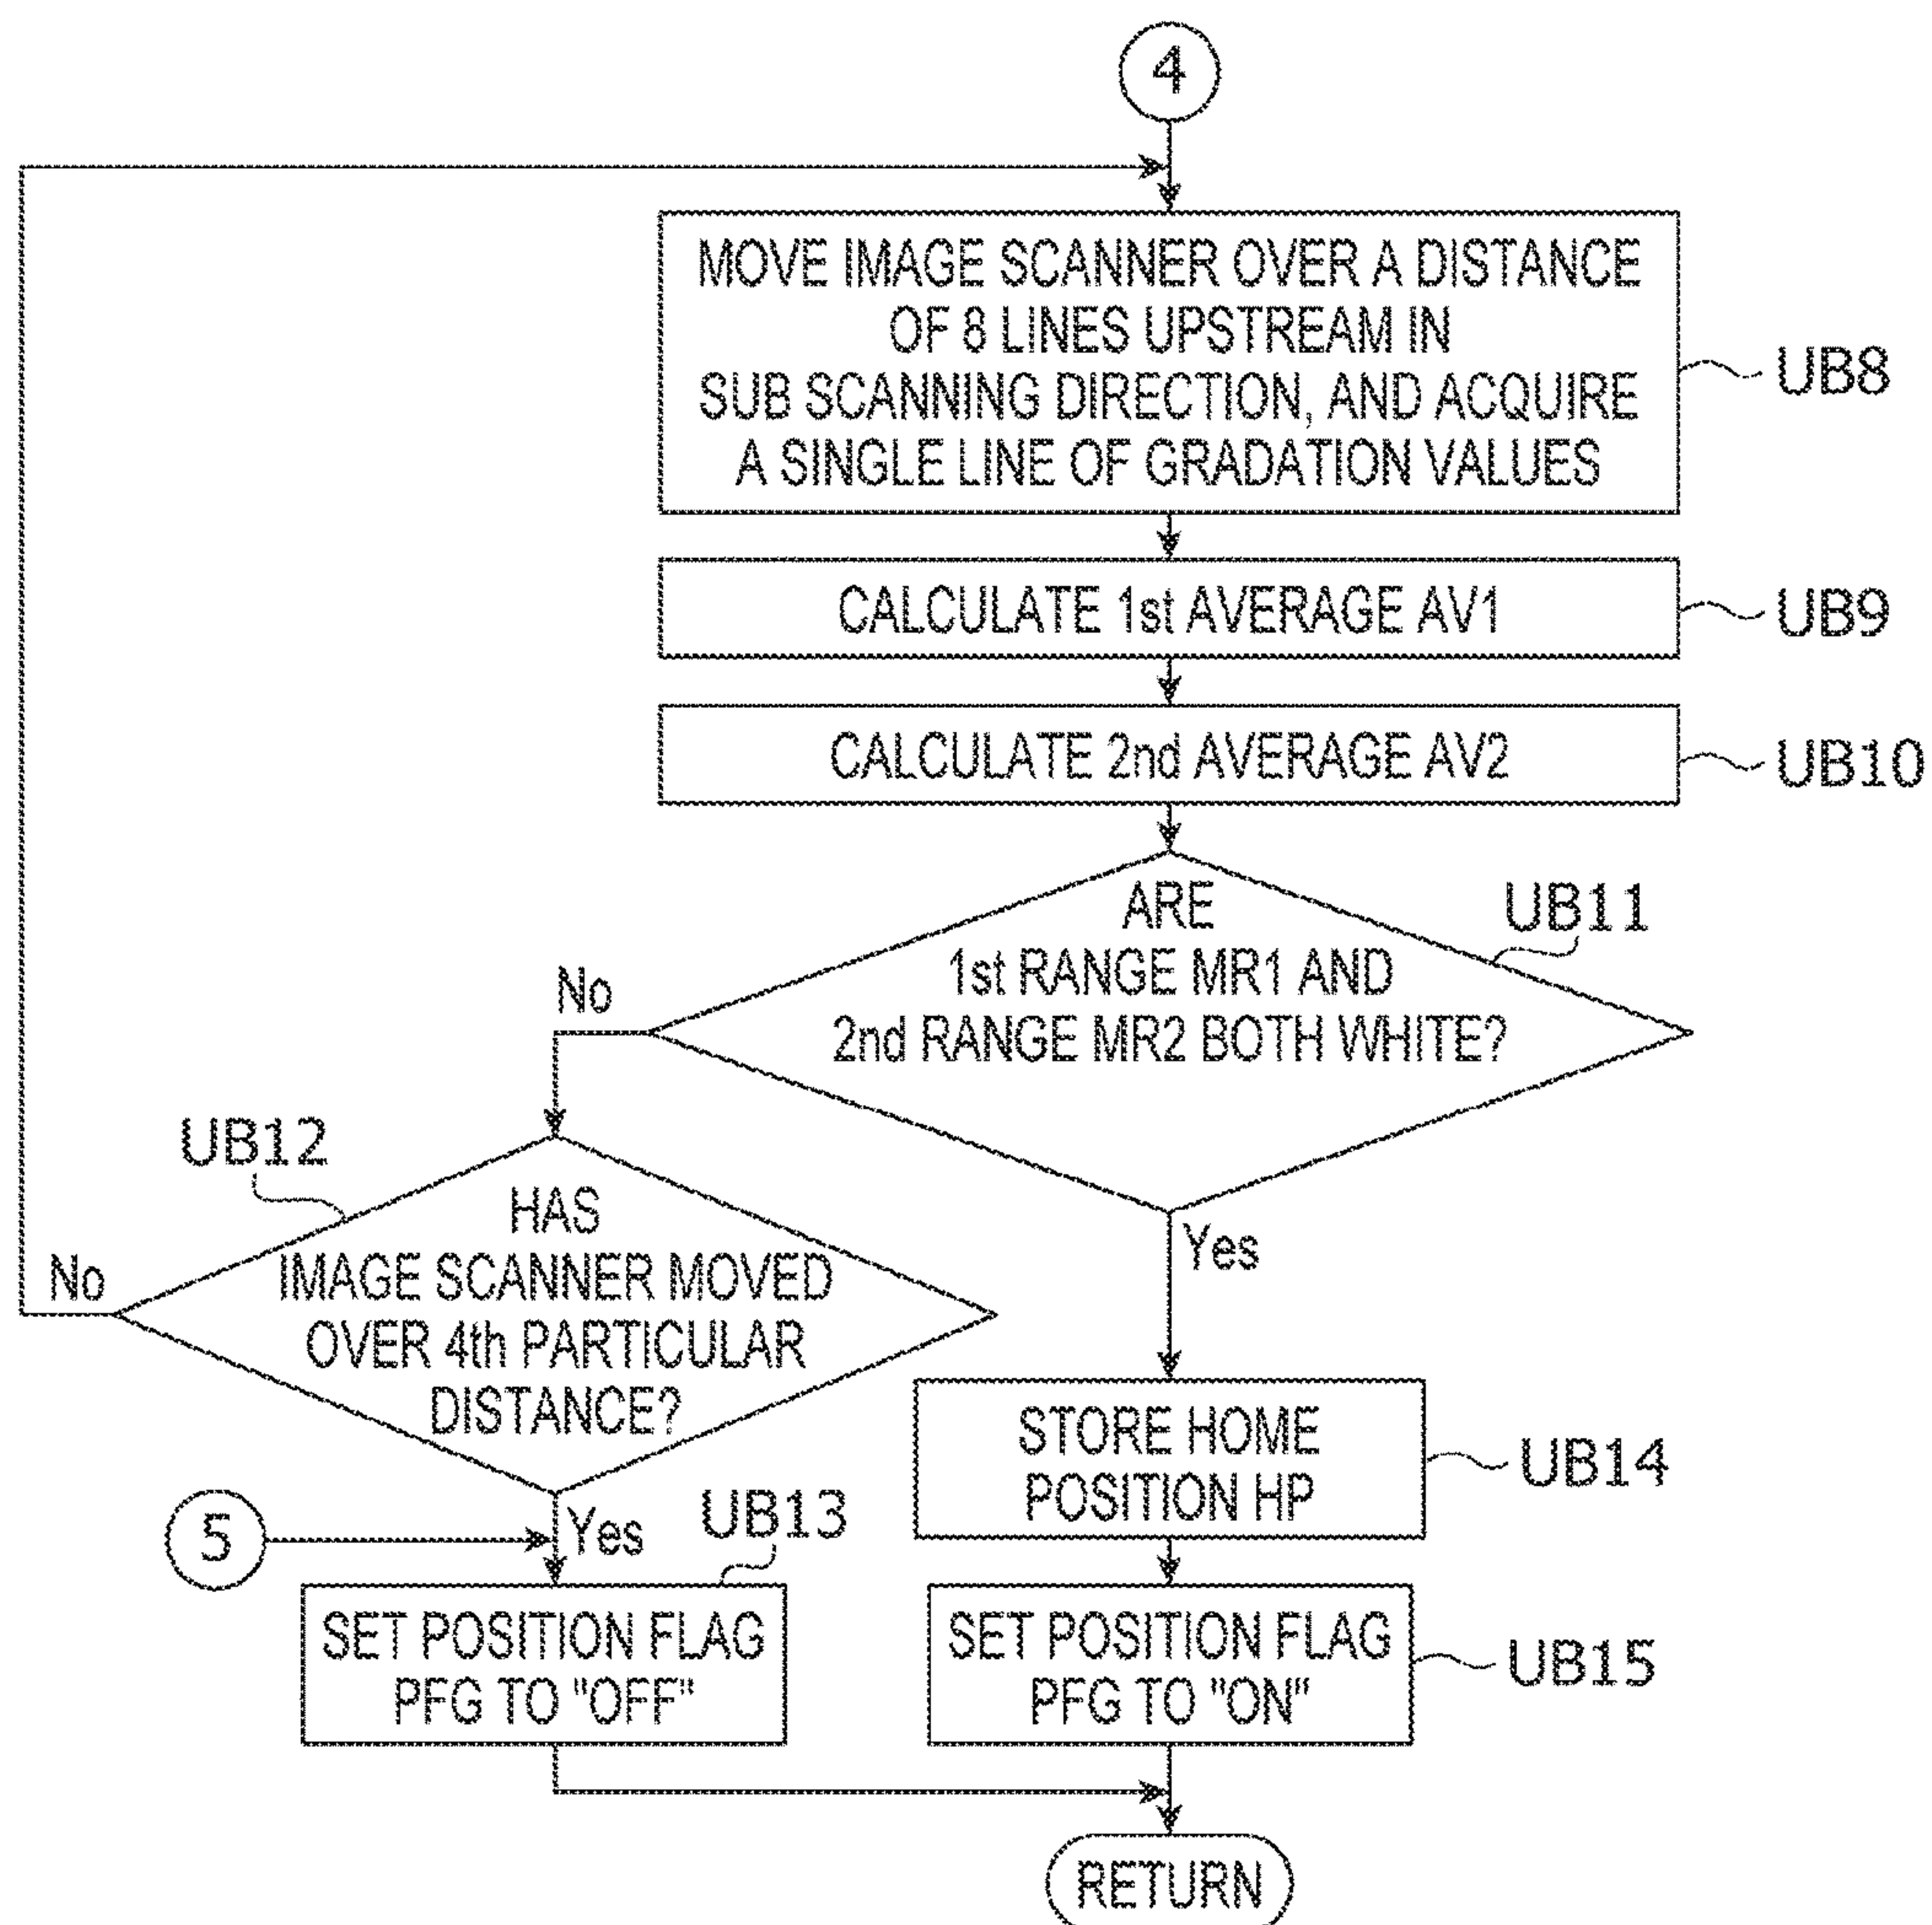 4
MOVE IMAGE SCANNER OVER A DISTANCE
OF 8 LINES UPSTREAM IN
SUB SCANNING DIRECTION, AND ACQUIRE
A SINGLE LINE OF GRADATION VALUES
UB8
CALCULATE 1st AVERAGE AV1
UB9
CALCULATE 2nd AVERAGE AV2
UB10
ARE
1st RANGE MR1 AND
2nd RANGE MR2 BOTH WHITE?
UB11
No
Yes
UB12
HAS
IMAGE SCANNER MOVED
OVER 4th PARTICULAR
DISTANCE?
No
Yes
5
UB13
SET POSITION FLAG
PFG TO "OFF"
STORE HOME
POSITION HP
UB14
SET POSITION FLAG
PFG TO "ON"
UB15
RETURN